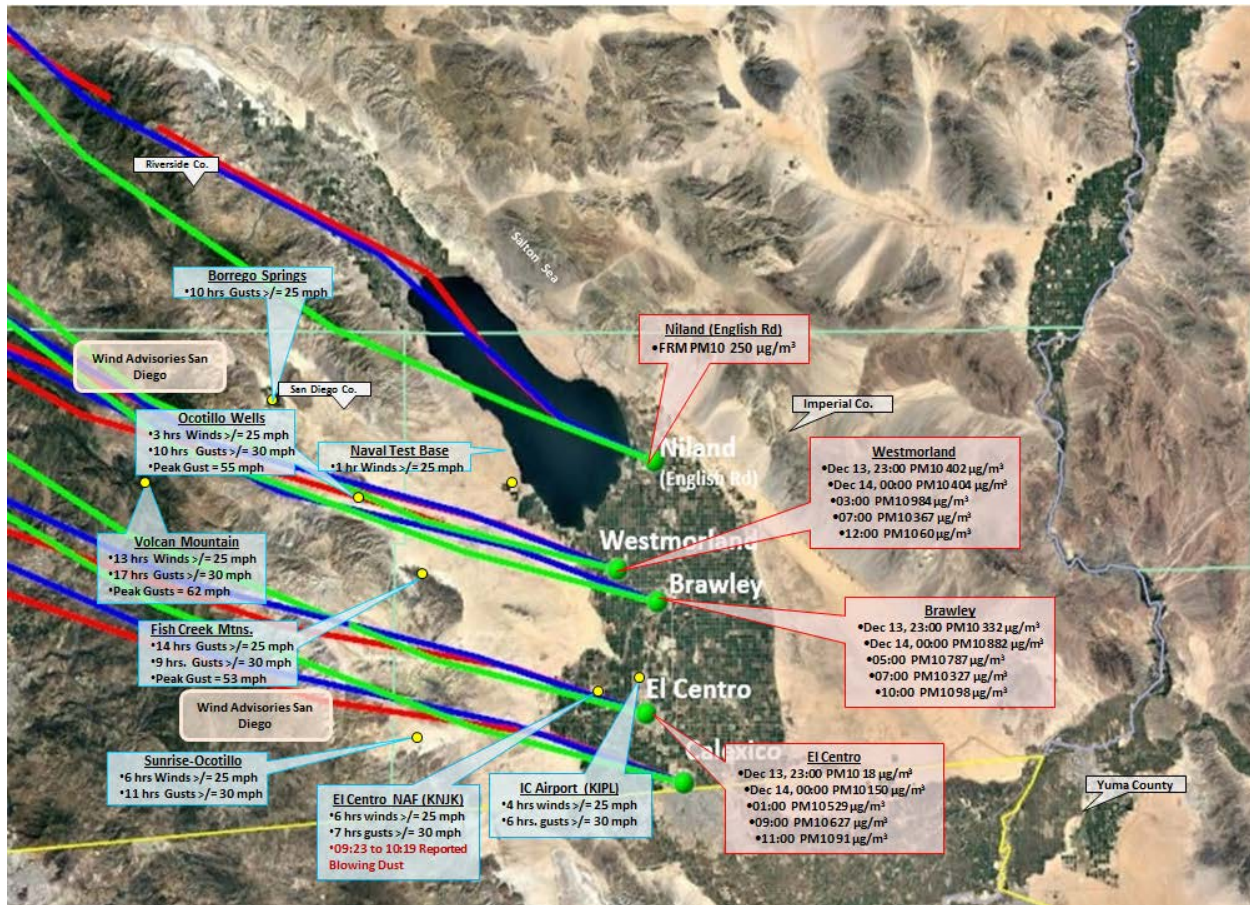 Riverside Co.
Salton Sea
Borrego Springs
•10 hrs Gusts >/= 25 mph
Niland (English Rd)
•FRM PM10 250 µg/m³
Wind Advisories San
Diego
San Diego Co.
Imperial Co.
Ocotillo Wells
•3 hrs Winds >/= 25 mph
•10 hrs Gusts >/= 30 mph
•Peak Gust = 55 mph
Naval Test Base
•1 hr Winds >/= 25 mph
Niland
(English Rd)
Westmorland
•Dec 13, 23:00 PM10 402 µg/m³
•Dec 14, 00:00 PM10 404 µg/m³
•03:00 PM10 984 µg/m³
•07:00 PM10 367 µg/m³
•12:00 PM10 60 µg/m³
Volcan Mountain
•13 hrs Winds >/= 25 mph
•17 hrs Gusts >/= 30 mph
•Peak Gusts = 62 mph
Westmorland
Brawley
Brawley
•Dec 13, 23:00 PM10 332 µg/m³
•Dec 14, 00:00 PM10 882 µg/m³
•05:00 PM10 787 µg/m³
•07:00 PM10 327 µg/m³
•10:00 PM10 98 µg/m³
Fish Creek Mtns.
•14 hrs Gusts >/= 25 mph
•9 hrs. Gusts >/= 30 mph
•Peak Gust = 53 mph
El Centro
Wind Advisories San
Diego
Calexico
Sunrise-Ocotillo
•6 hrs Winds >/= 25 mph
•11 hrs Gusts >/= 30 mph
El Centro NAF (KNJK)
•6 hrs winds >/= 25 mph
•7 hrs gusts >/= 30 mph
•09:23 to 10:19 Reported
Blowing Dust
IC Airport (KIPL)
•4 hrs winds >/= 25 mph
•6 hrs. gusts >/= 30 mph
El Centro
•Dec 13, 23:00 PM10 18 µg/m³
•Dec 14, 00:00 PM10 150 µg/m³
•01:00 PM10 529 µg/m³
•09:00 PM10 627 µg/m³
•11:00 PM10 91 µg/m³
Yuma County